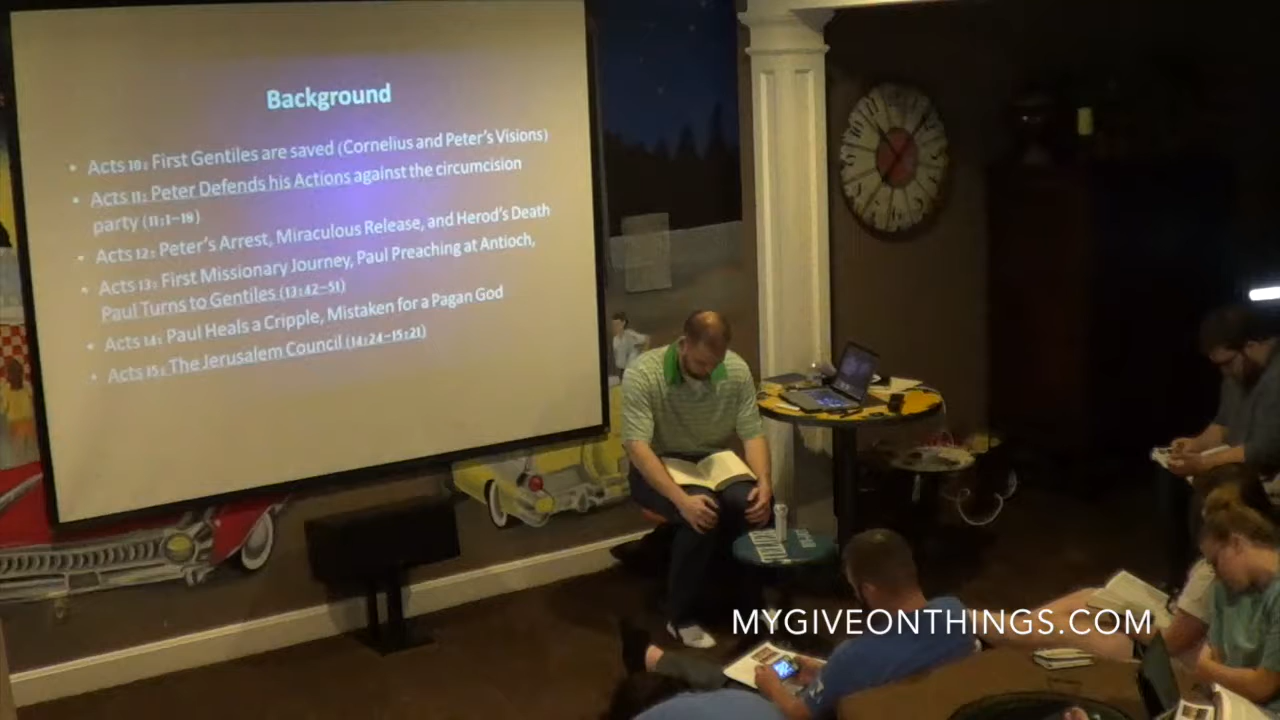 Background
• Acts 10: First Gentiles are saved (Cornelius and Peter's Visions)
• Acts 11: Peter Defends his Actions against the circumcision
party (11:1–18)
• Acts 12: Peter's Arrest, Miraculous Release, and Herod's Death
• Acts 13: First Missionary Journey, Paul Preaching at Antioch,
Paul Turns to Gentiles (13:42–51)
• Acts 14: Paul Heals a Cripple, Mistaken for a Pagan God
• Acts 15: The Jerusalem Council (14:24–15:21)
MYGIVEONTHINGS.COM